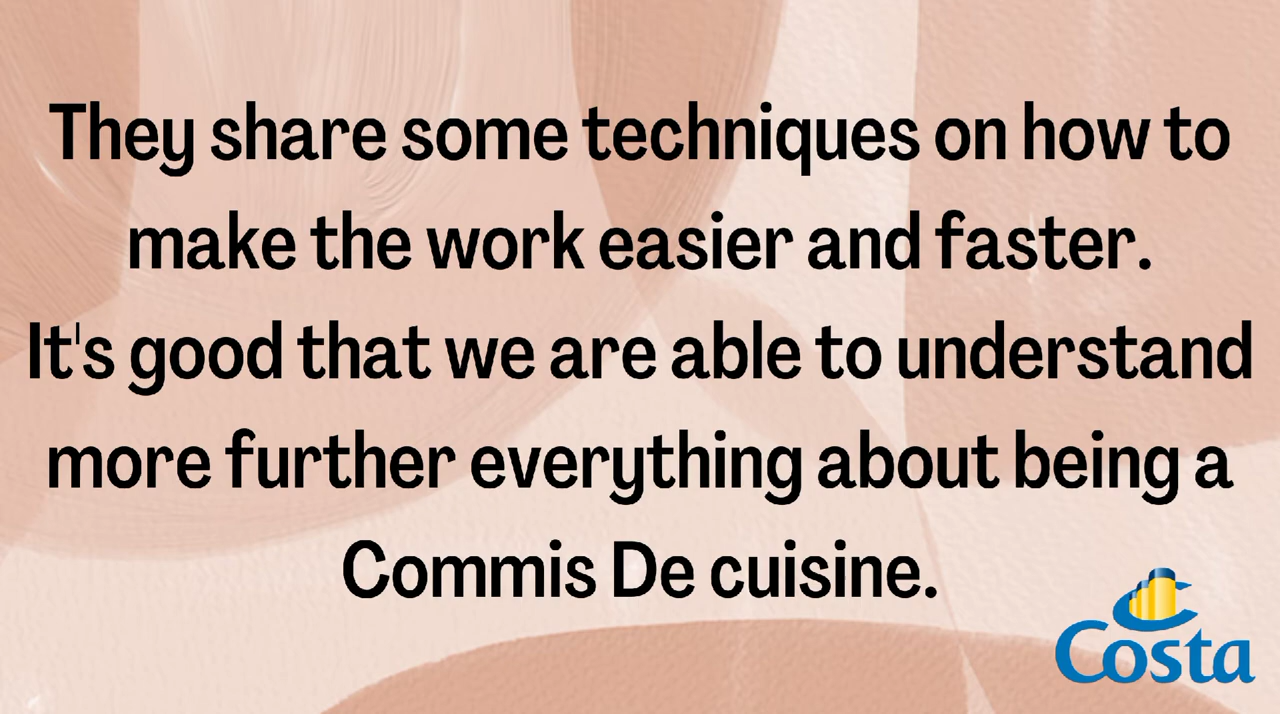 They share some techniques on how to
make the work easier and faster.
It's good that we are able to understand
more further everything about being a
Commis De cuisine.
Costa